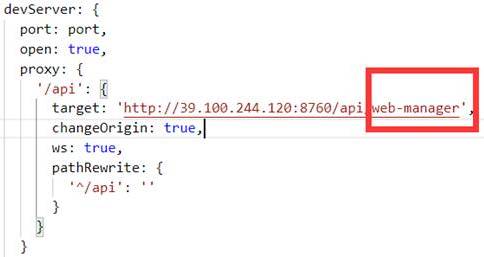 devServer: {
port: port,
open: true,
proxy: {
'/api': {
target: 'http://39.100.244.120:8760/api/web-manager',
changeOrigin: true,
ws: true,
pathRewrite: {
'^/api': ''
}
}
}